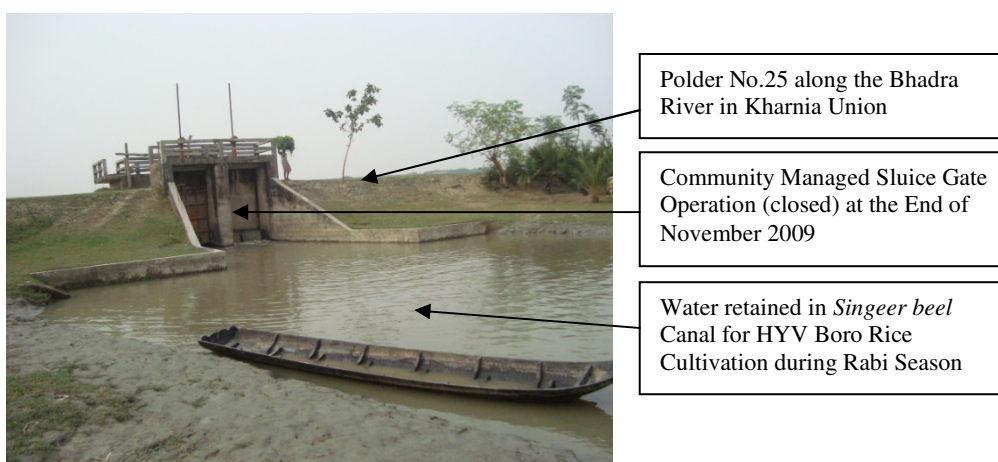 Polder No.25 along the Bhadra
River in Kharnia Union
Community Managed Sluice Gate
Operation (closed) at the End of
November 2009
Water retained in Singeer beel
Canal for HYV Boro Rice
Cultivation during Rabi Season